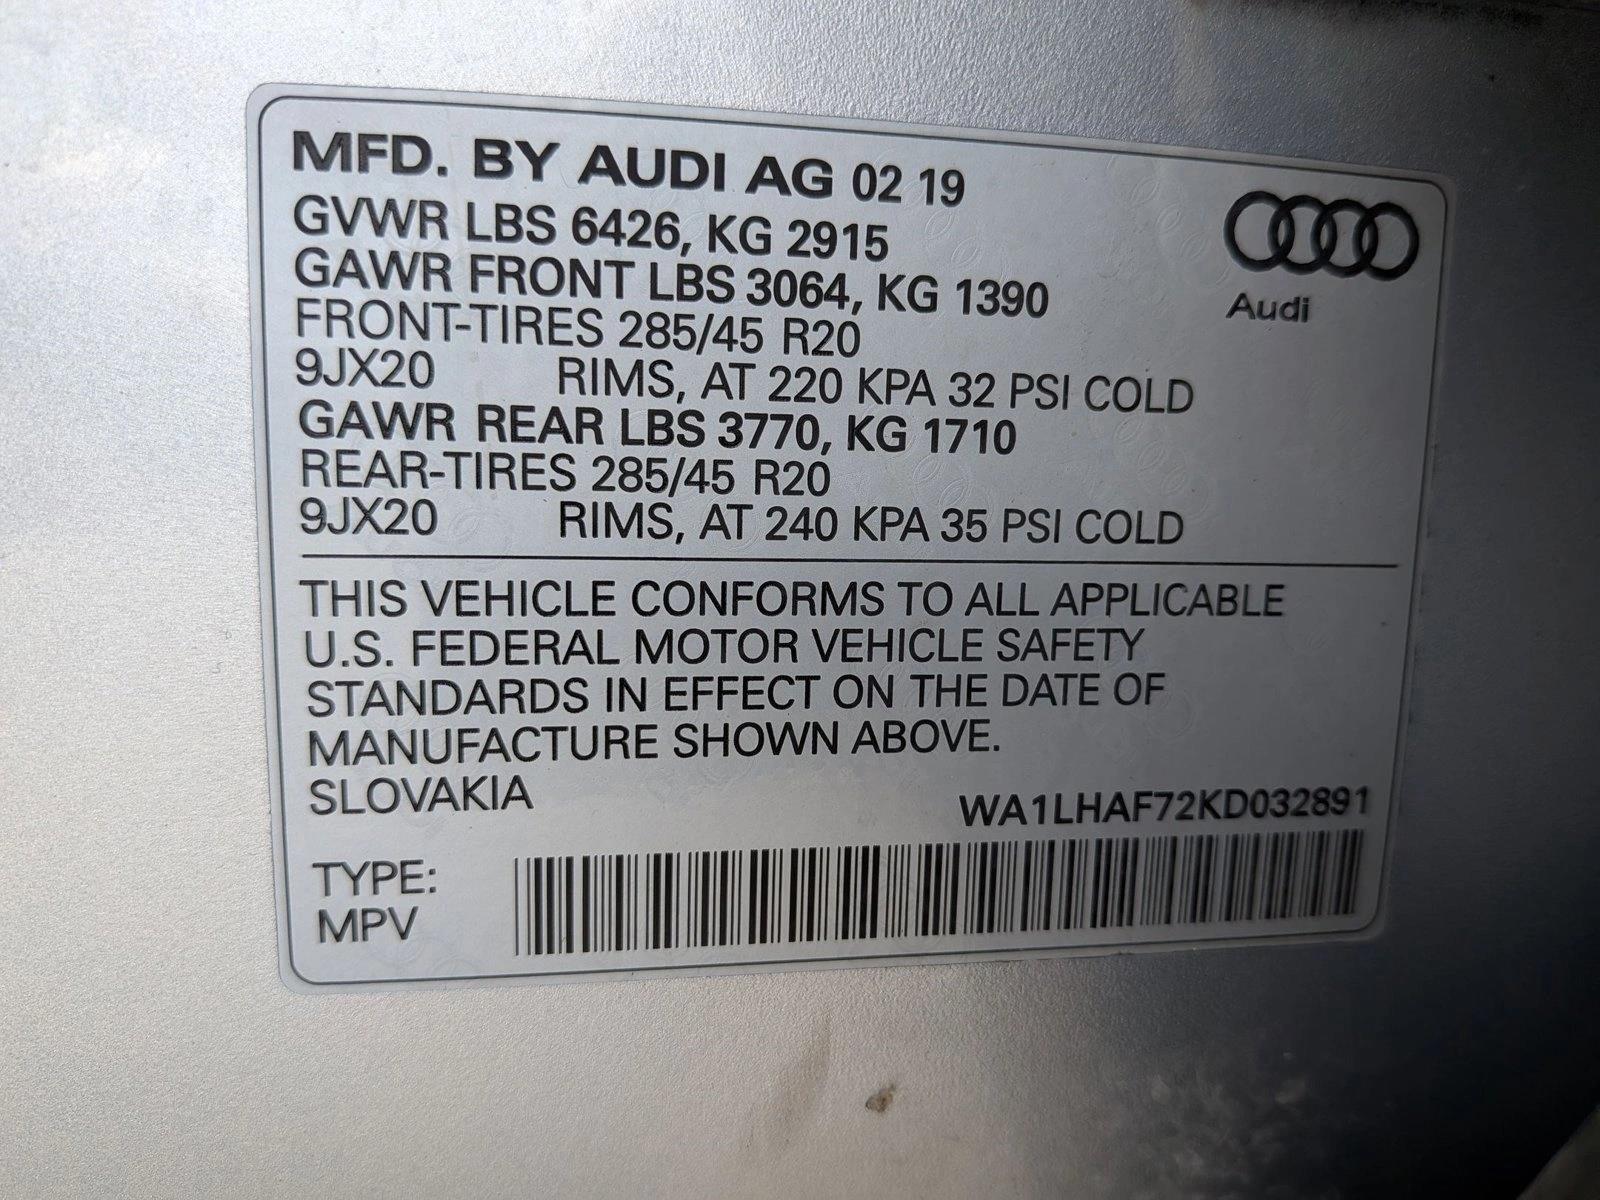 MFD. BY AUDI AG 02 19
GVWR LBS 6426, KG 2915
GAWR FRONT LBS 3064, KG 1390
FRONT-TIRES 285/45 R20
9JX20 RIMS, AT 220 KPA 32 PSI COLD
GAWR REAR LBS 3770, KG 1710
REAR-TIRES 285/45 R20
9JX20 RIMS, AT 240 KPA 35 PSI COLD
Audi
THIS VEHICLE CONFORMS TO ALL APPLICABLE
U.S. FEDERAL MOTOR VEHICLE SAFETY
STANDARDS IN EFFECT ON THE DATE OF
MANUFACTURE SHOWN ABOVE.
SLOVAKIA
WA1LHAF72KD032891
TYPE:
MPV